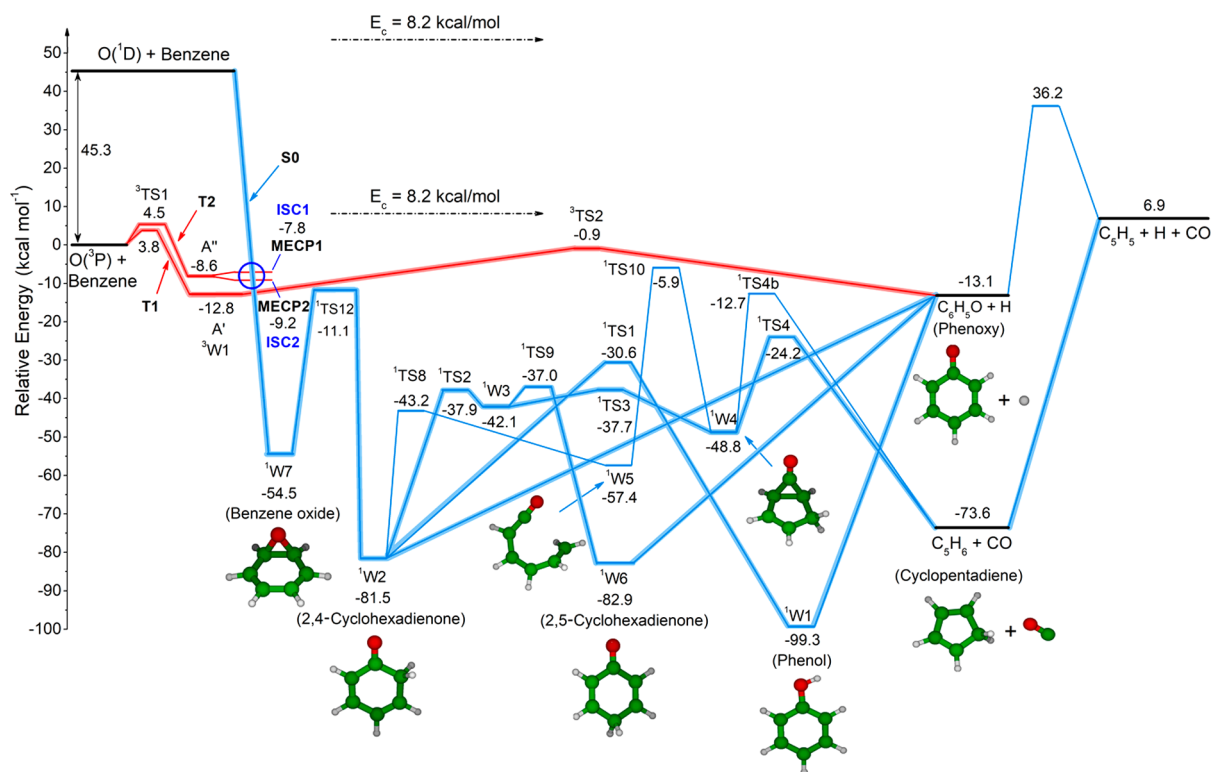 E_c = 8.2 kcal/mol
O(¹D) + Benzene
Relative Energy (kcal mol⁻¹)
50
40
30
20
10
0
-10
-20
-30
-40
-50
-60
-70
-80
-90
-100
45.3
S0
E_c = 8.2 kcal/mol
³TS1
4.5
T2
3.8
O(³P) +
Benzene
T1
A''
-8.6
ISC1
-7.8
MECP1
-12.8
A'
³W1
MECP2
-9.2
ISC2
¹TS12
-11.1
³TS2
-0.9
¹TS10
-5.9
¹TS4b
-12.7
¹TS4
-24.2
¹TS1
-30.6
¹TS9
-37.0
¹TS8
-43.2
¹TS2
-37.9
¹W3
-42.1
¹TS3
-37.7
¹W4
-48.8
36.2
6.9
C₅H₅ + H + CO
-13.1
C₆H₅O + H
(Phenoxy)
+
¹W7
-54.5
(Benzene oxide)
¹W5
-57.4
¹W2
-81.5
(2,4-Cyclohexadienone)
¹W6
-82.9
(2,5-Cyclohexadienone)
¹W1
-99.3
(Phenol)
-73.6
C₅H₆ + CO
(Cyclopentadiene)
+